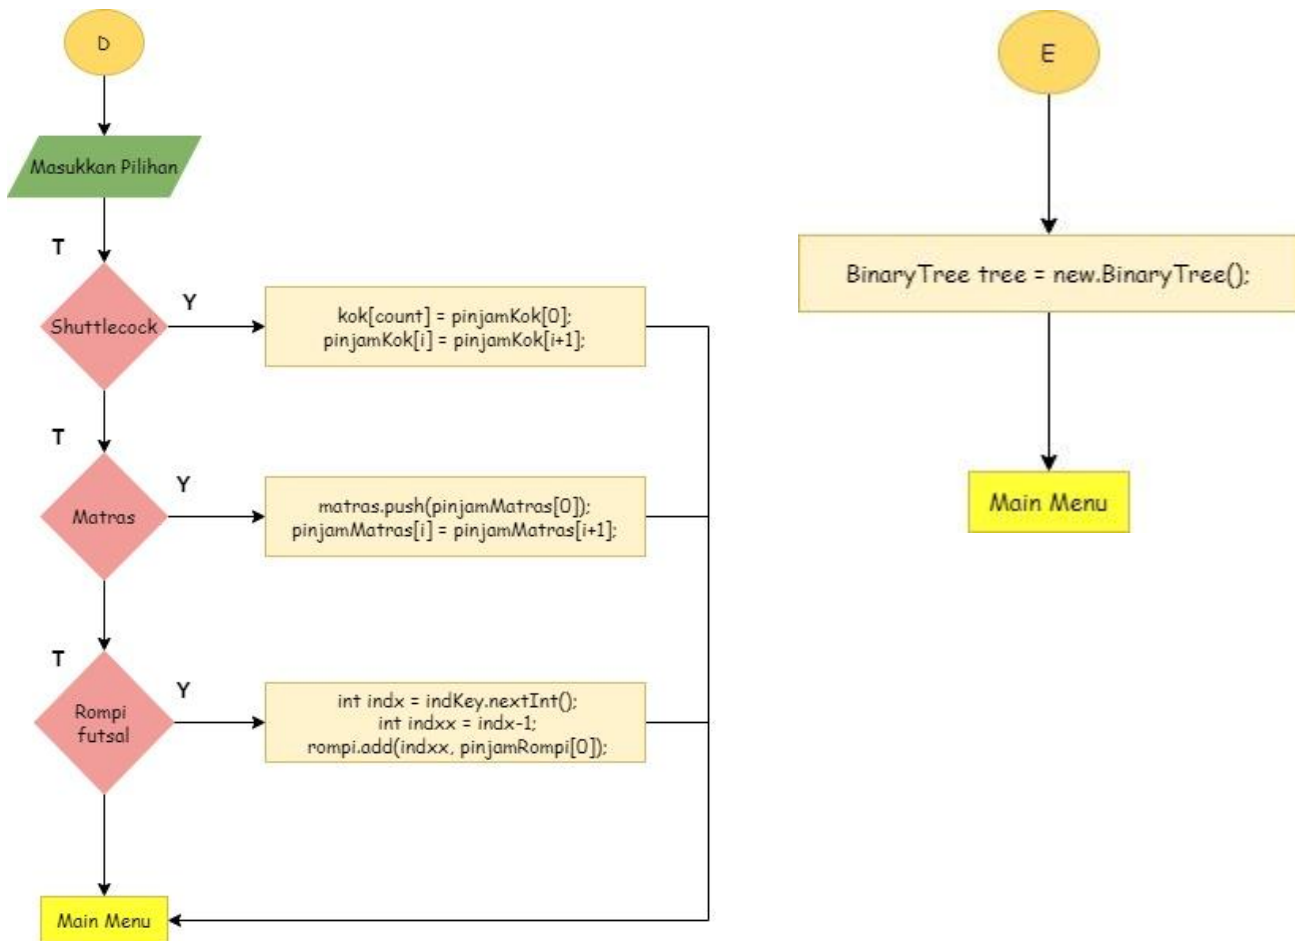 D
Masukkan Pilihan
T
Shuttlecock
Y
kok[count] = pinjamKok[0];
pinjamKok[i] = pinjamKok[i+1];
T
Matras
Y
matras.push(pinjamMatras[0]);
pinjamMatras[i] = pinjamMatras[i+1];
T
Rompi
futsal
Y
int indx = indKey.nextInt();
int indxx = indx-1;
rompi.add(indxx, pinjamRompi[0]);
Main Menu
E
BinaryTree tree = new.BinaryTree();
Main Menu